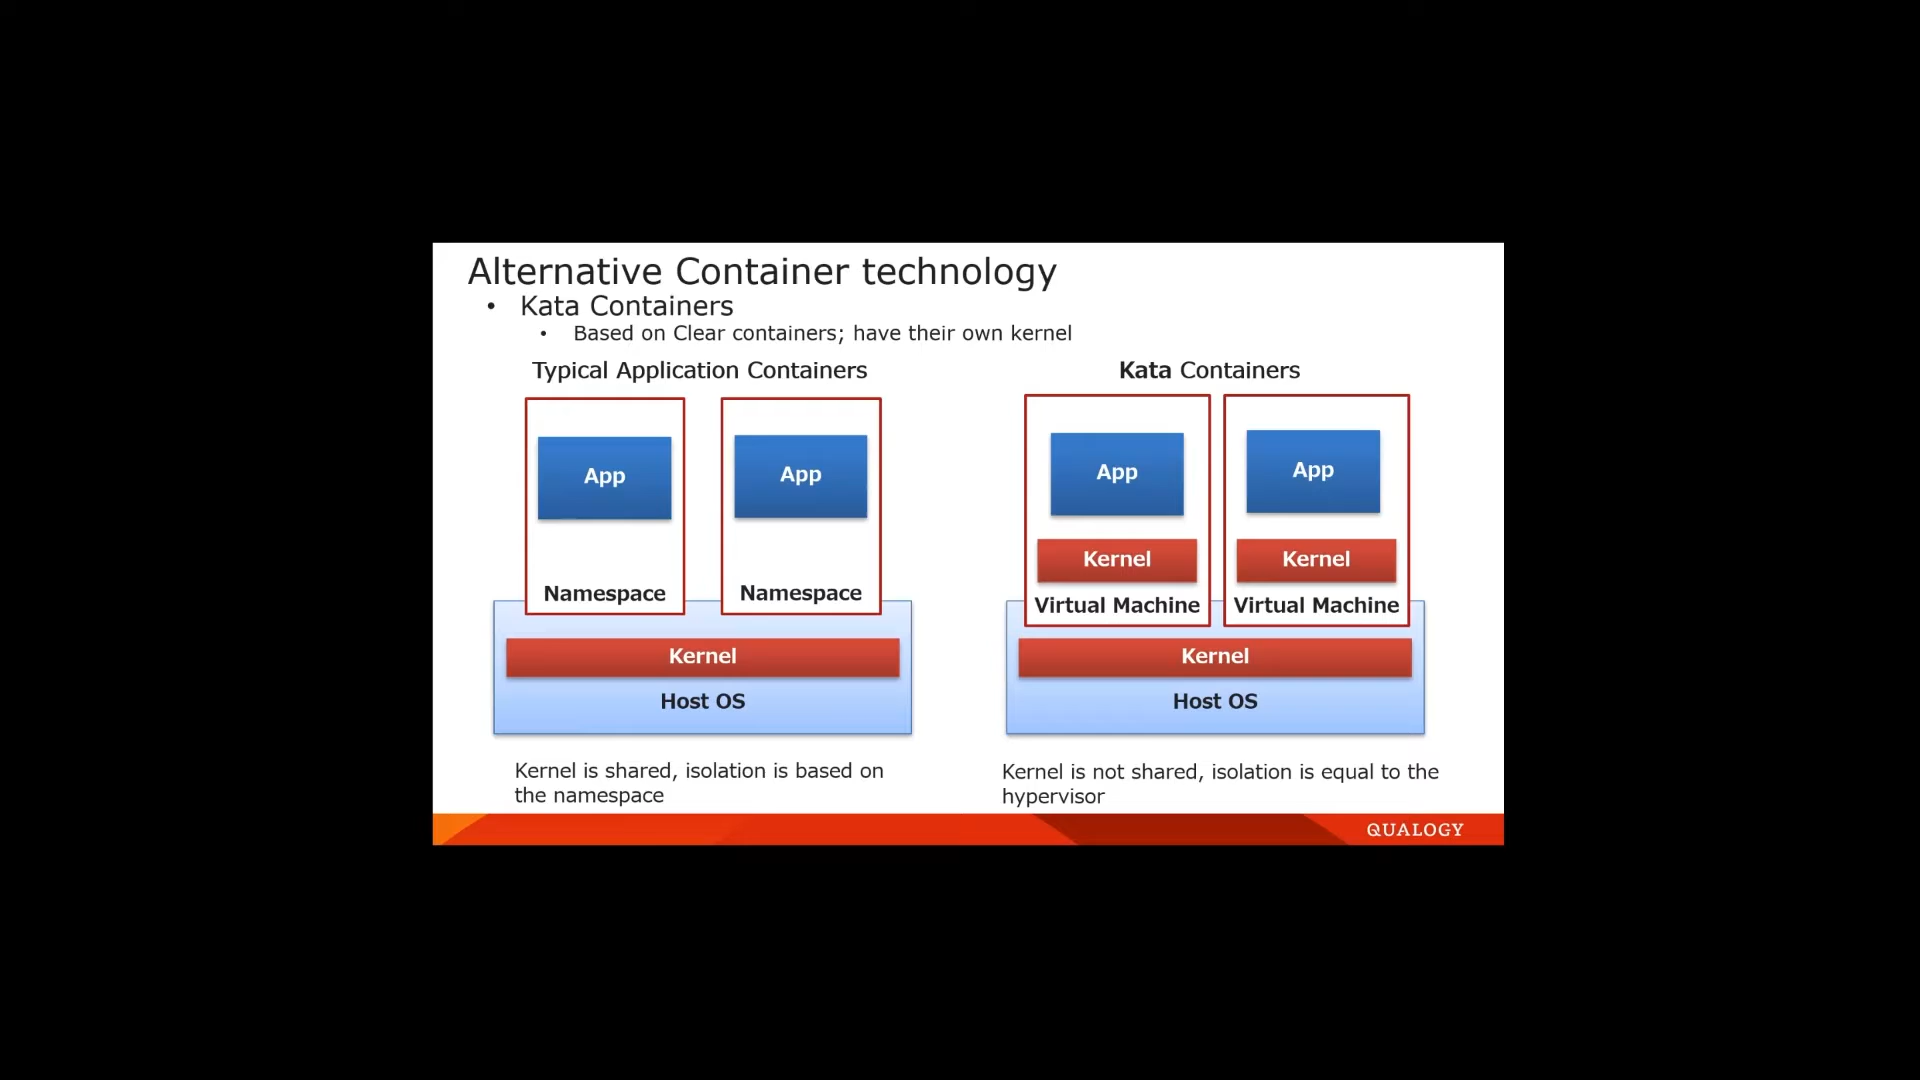 Alternative Container technology
• Kata Containers
• Based on Clear containers; have their own kernel
Typical Application Containers
App
App
Namespace
Namespace
Kernel
Host OS
Kernel is shared, isolation is based on
the namespace
Kata Containers
App
App
Kernel
Kernel
Virtual Machine
Virtual Machine
Kernel
Host OS
Kernel is not shared, isolation is equal to the
hypervisor
QUALOGY